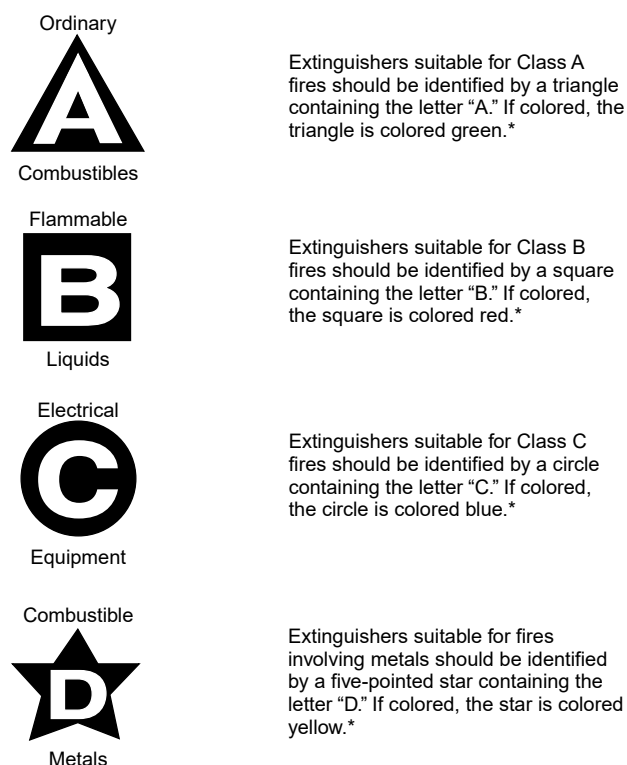 Ordinary
A
Combustibles
Extinguishers suitable for Class A
fires should be identified by a triangle
containing the letter “A.” If colored, the
triangle is colored green.*
Flammable
B
Liquids
Extinguishers suitable for Class B
fires should be identified by a square
containing the letter “B.” If colored,
the square is colored red.*
Electrical
C
Equipment
Extinguishers suitable for Class C
fires should be identified by a circle
containing the letter “C.” If colored,
the circle is colored blue.*
Combustible
D
Metals
Extinguishers suitable for fires
involving metals should be identified
by a five-pointed star containing the
letter “D.” If colored, the star is colored
yellow.*